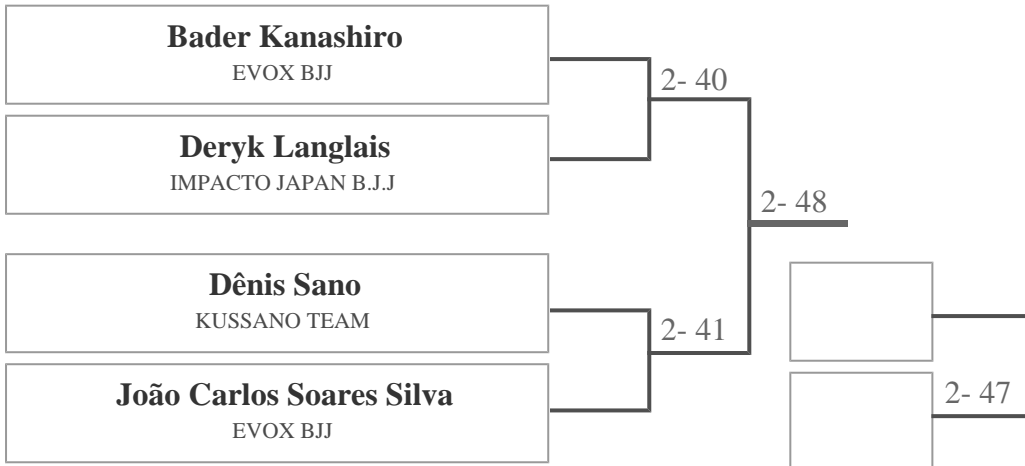 Bader Kanashiro
EVOX BJJ
2- 40
Deryk Langlais
IMPACTO JAPAN B.J.J
2- 48
Dênis Sano
KUSSANO TEAM
2- 41
João Carlos Soares Silva
EVOX BJJ
2- 47